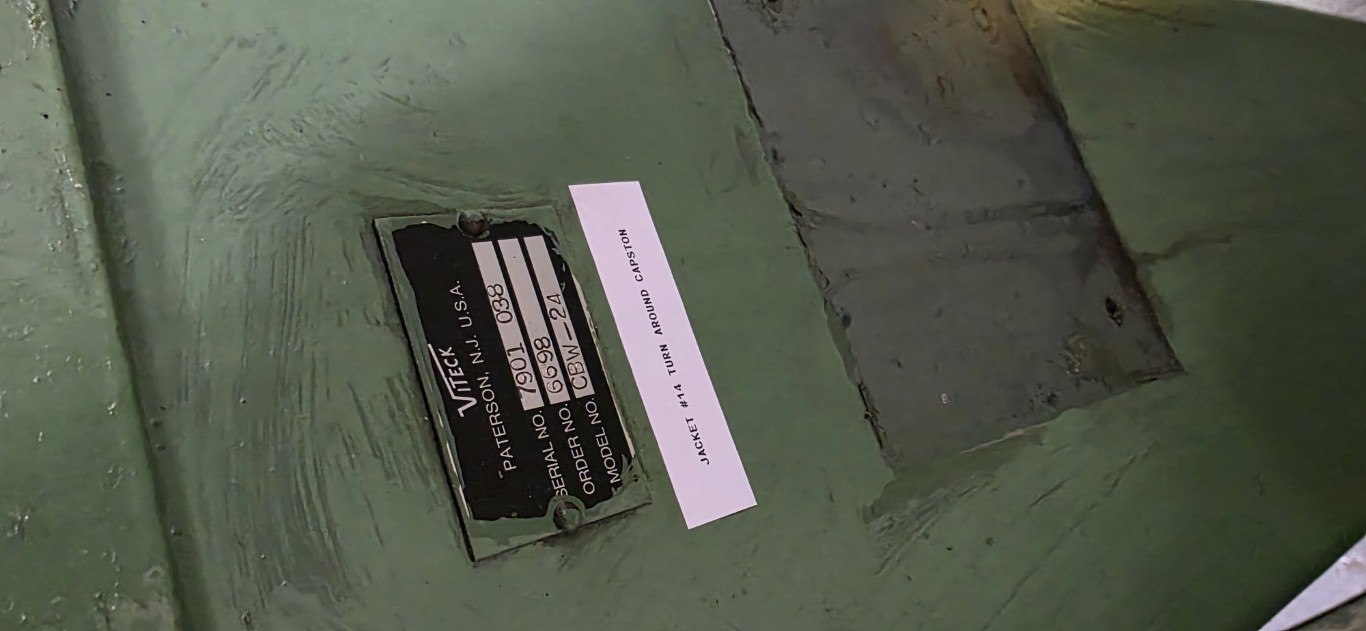 VITECK
PATERSON, N.J. U.S.A.
SERIAL NO. 7901 038
ORDER NO. 6698
MODEL NO. CBW-24
JACKET #14 TURN AROUND CAPSTON